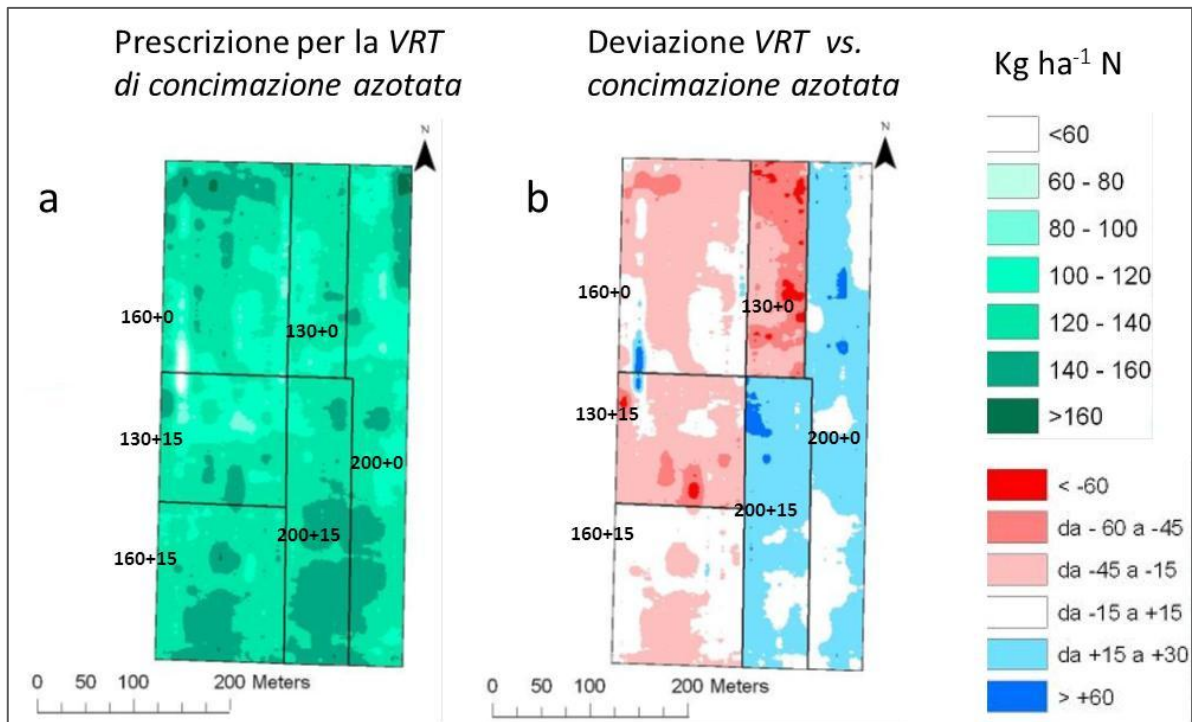 Prescrizione per la VRT
di concimazione azotata
Deviazione VRT vs.
concimazione azotata
Kg ha⁻¹ N
a
N
160+0
130+0
130+15
200+0
200+15
160+15
0 50 100 200 Meters
b
N
160+0
130+0
130+15
200+0
200+15
160+15
0 50 100 200 Meters
<60
60 - 80
80 - 100
100 - 120
120 - 140
140 - 160
>160
< -60
da - 60 a -45
da -45 a -15
da -15 a +15
da +15 a +30
> +60